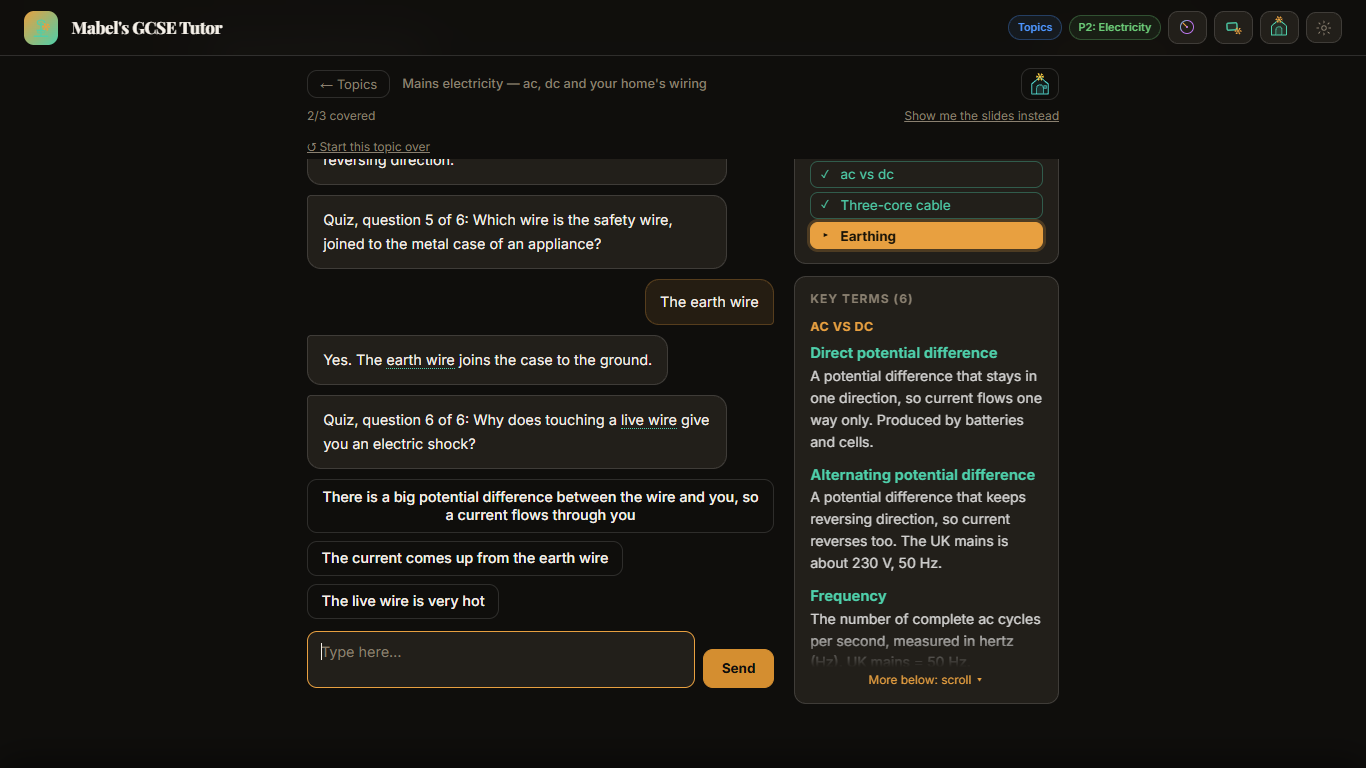 Mabel's GCSE Tutor
Topics
P2: Electricity
← Topics
Mains electricity — ac, dc and your home's wiring
2/3 covered
Show me the slides instead
↺ Start this topic over
reversing direction.
Quiz, question 5 of 6: Which wire is the safety wire,
joined to the metal case of an appliance?
The earth wire
Yes. The earth wire joins the case to the ground.
Quiz, question 6 of 6: Why does touching a live wire give
you an electric shock?
There is a big potential difference between the wire and you, so
a current flows through you
The current comes up from the earth wire
The live wire is very hot
Type here...
Send
✓ ac vs dc
✓ Three-core cable
▸ Earthing
KEY TERMS (6)
AC VS DC
Direct potential difference
A potential difference that stays in
one direction, so current flows one
way only. Produced by batteries
and cells.
Alternating potential difference
A potential difference that keeps
reversing direction, so current
reverses too. The UK mains is
about 230 V, 50 Hz.
Frequency
The number of complete ac cycles
per second, measured in hertz
(Hz). UK mains = 50 Hz
More below: scroll ▾